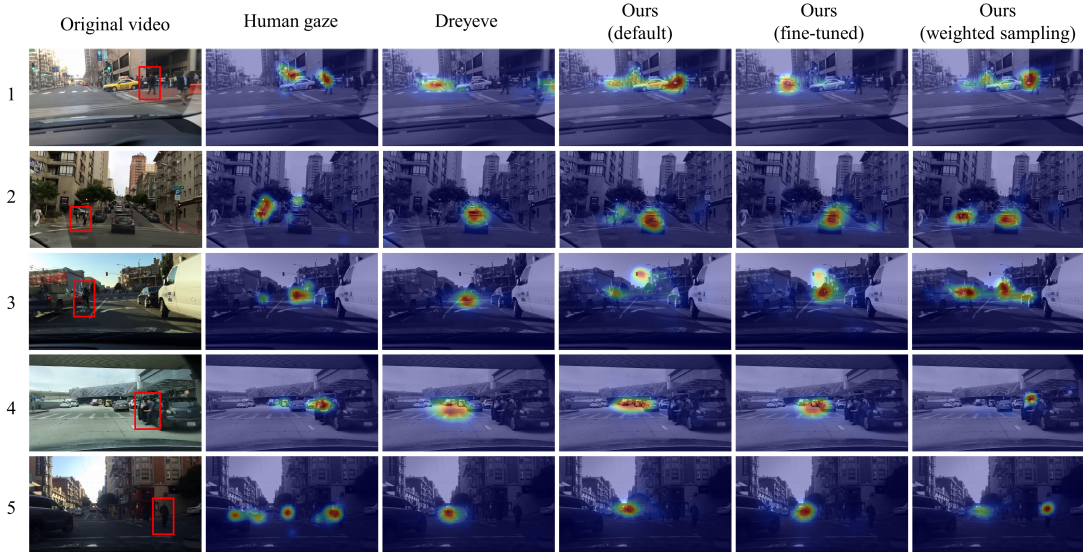 Original video
Human gaze
Dreyeve
Ours
(default)
Ours
(fine-tuned)
Ours
(weighted sampling)
1
2
3
4
5